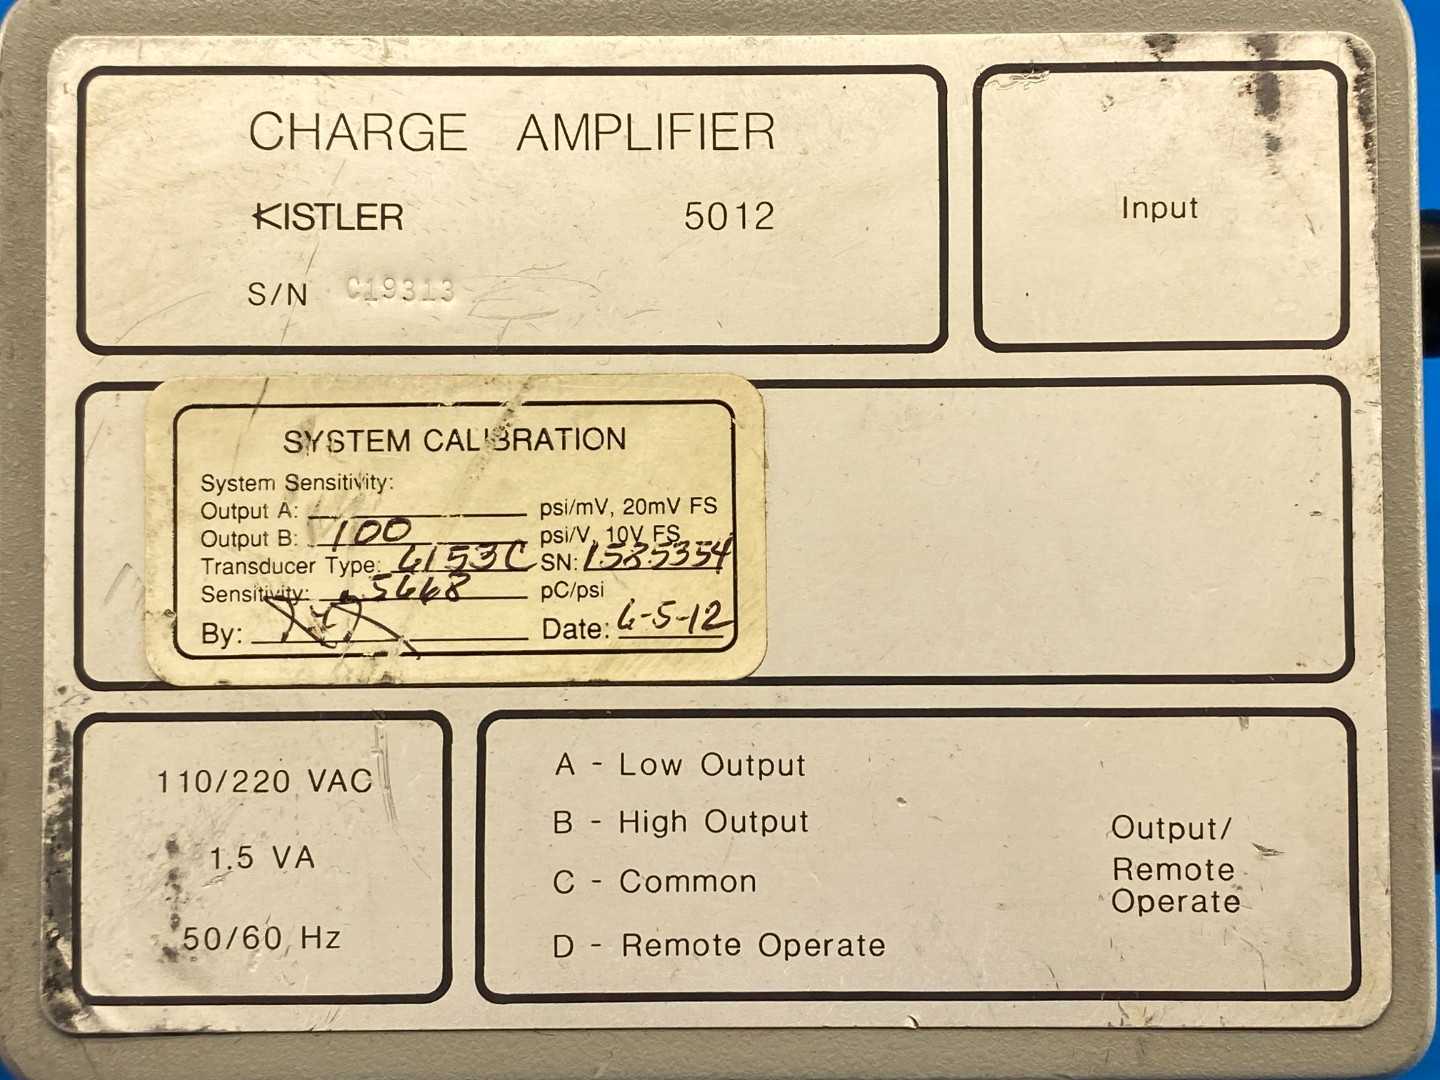 CHARGE AMPLIFIER
KISTLER 5012
S/N C19313
Input
SYSTEM CALIBRATION
System Sensitivity:
Output A: psi/mV, 20mV FS
Output B: 100 psi/V, 10V FS
Transducer Type: 6153C SN: 1585354
Sensitivity: .5668 pC/psi
By: Date: 6-5-12
110/220 VAC
1.5 VA
50/60 Hz
A - Low Output
B - High Output
C - Common
D - Remote Operate
Output/
Remote
Operate